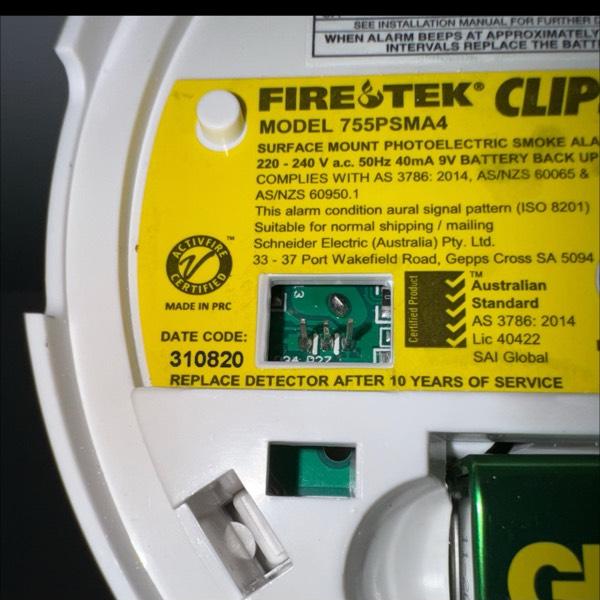 SEE INSTALLATION MANUAL FOR FURTHER
WHEN ALARM BEEPS AT APPROXIMATELY
INTERVALS REPLACE THE
FIRETEK® CLIP
MODEL 755PSMA4
SURFACE MOUNT PHOTOELECTRIC SMOKE ALA
220 - 240 V a.c. 50Hz 40mA 9V BATTERY BACK UP
COMPLIES WITH AS 3786: 2014, AS/NZS 60065 &
AS/NZS 60950.1
This alarm condition aural signal pattern (ISO 8201)
Suitable for normal shipping / mailing
Schneider Electric (Australia) Pty. Ltd.
33 - 37 Port Wakefield Road, Gepps Cross SA 5094
ACTIVFIRE
CERTIFIED
™
MADE IN PRC
Certified Product
™
Australian
Standard
AS 3786: 2014
Lic 40422
SAI Global
DATE CODE:
310820
REPLACE DETECTOR AFTER 10 YEARS OF SERVICE